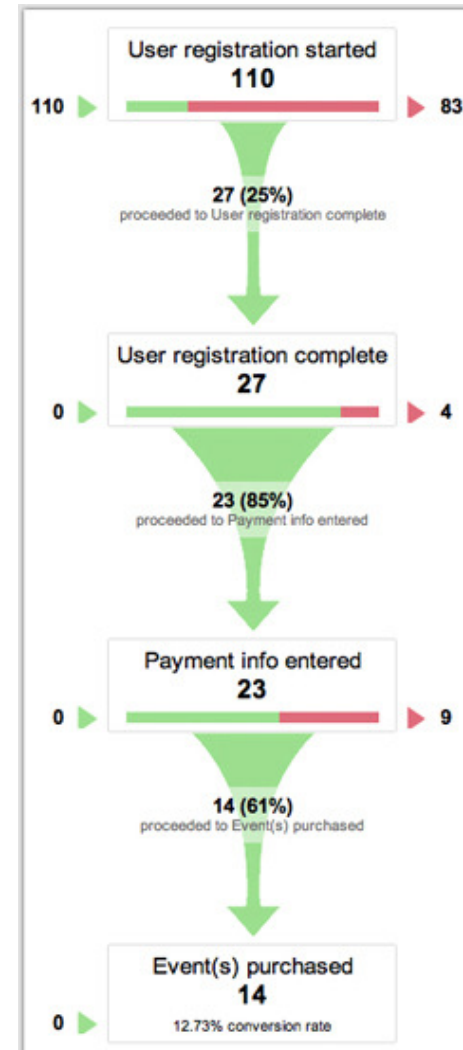 User registration started
110
110
83
27 (25%)
proceeded to User registration complete
User registration complete
27
0
4
23 (85%)
proceeded to Payment info entered
Payment info entered
23
0
9
14 (61%)
proceeded to Event(s) purchased
Event(s) purchased
14
0
12.73% conversion rate